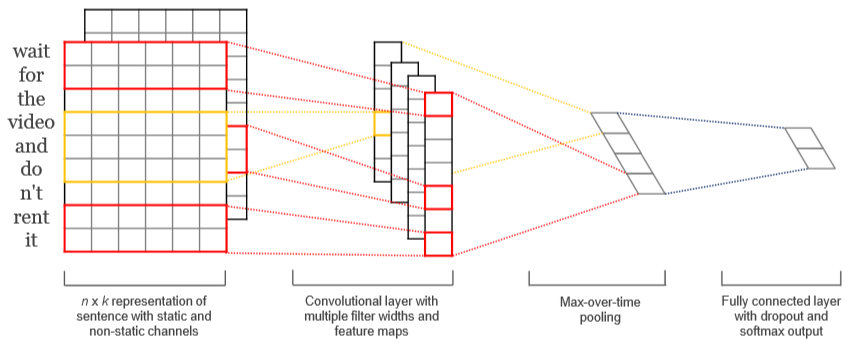 wait
for
the
video
and
do
n't
rent
it
n x k representation of
sentence with static and
non-static channels
Convolutional layer with
multiple filter widths and
feature maps
Max-over-time
pooling
Fully connected layer
with dropout and
softmax output